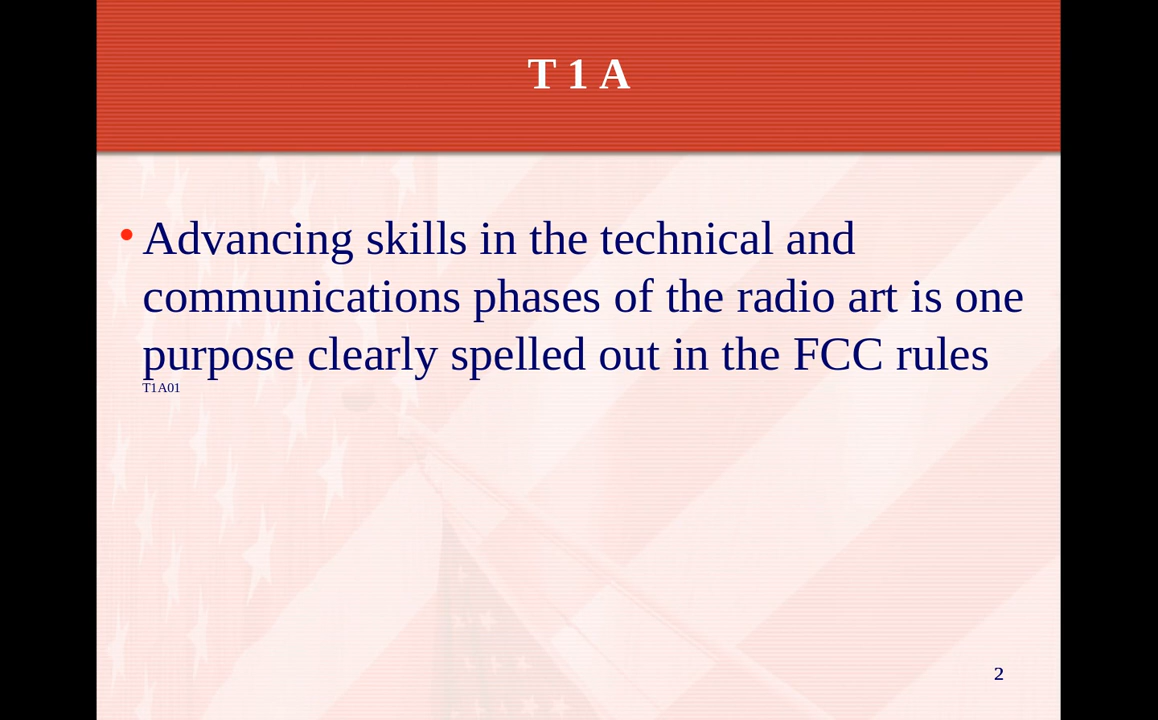 T 1 A
• Advancing skills in the technical and
communications phases of the radio art is one
purpose clearly spelled out in the FCC rules
T1A01
2